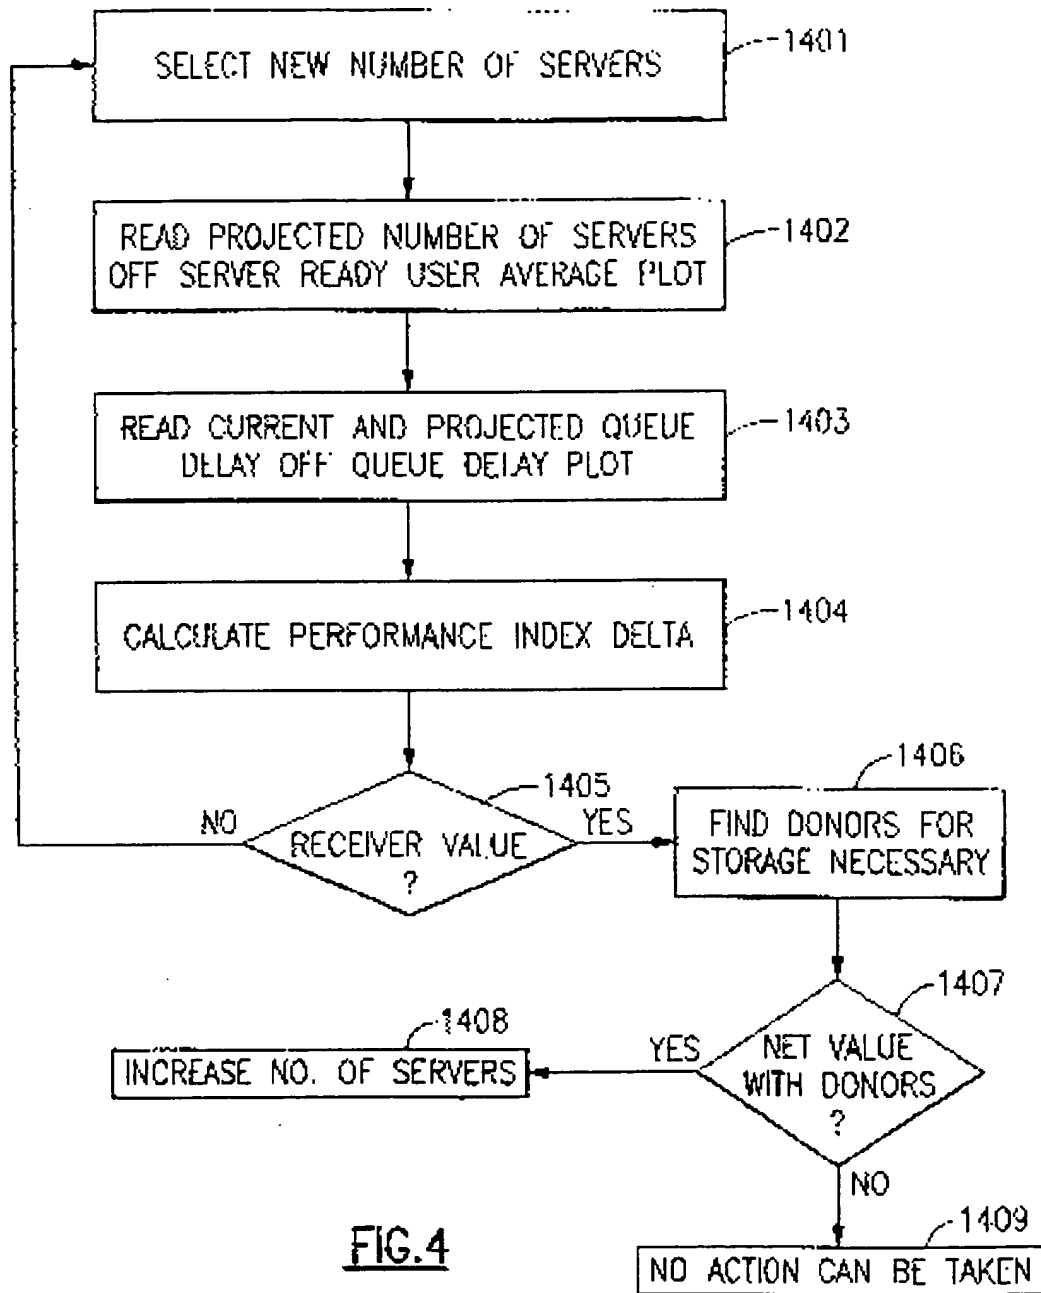 SELECT NEW NUMBER OF SERVERS
1401
READ PROJECTED NUMBER OF SERVERS
OFF SERVER READY USER AVERAGE PLOT
1402
READ CURRENT AND PROJECTED QUEUE
DELAY OFF QUEUE DELAY PLOT
1403
CALCULATE PERFORMANCE INDEX DELTA
1404
RECEIVER VALUE
?
1405
NO
YES
FIND DONORS FOR
STORAGE NECESSARY
1406
NET VALUE
WITH DONORS
?
1407
YES
INCREASE NO. OF SERVERS
1408
NO
NO ACTION CAN BE TAKEN
1409
FIG.4